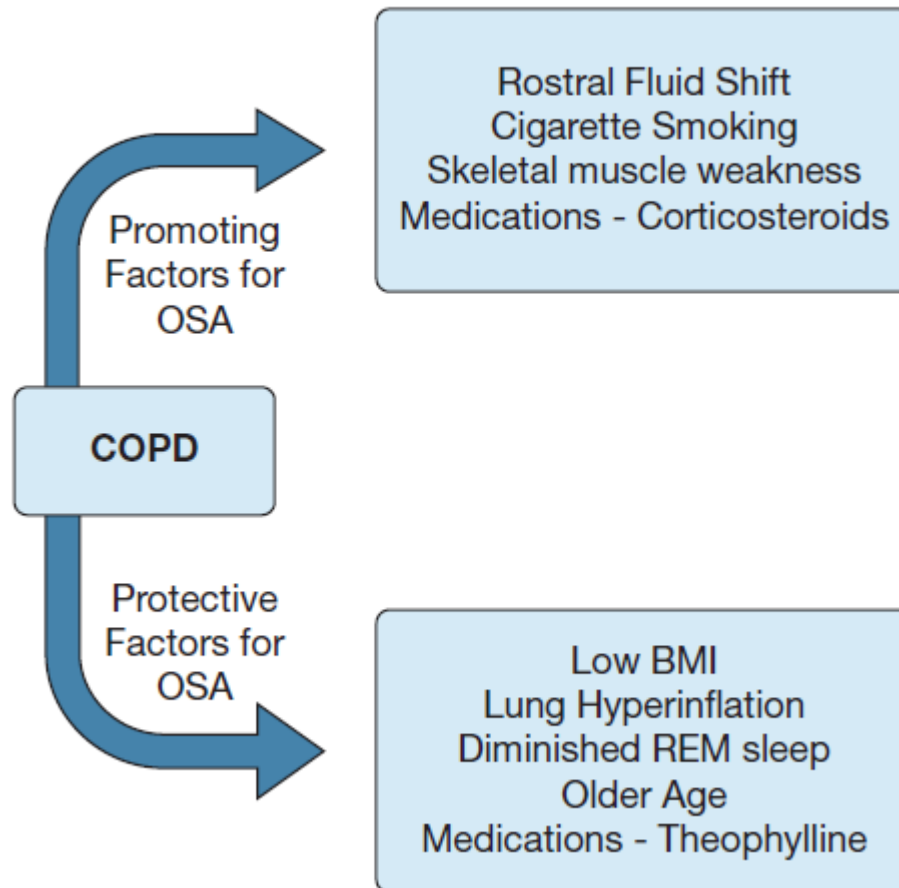 Rostral Fluid Shift
Cigarette Smoking
Skeletal muscle weakness
Medications - Corticosteroids
Promoting
Factors for
OSA
COPD
Protective
Factors for
OSA
Low BMI
Lung Hyperinflation
Diminished REM sleep
Older Age
Medications - Theophylline